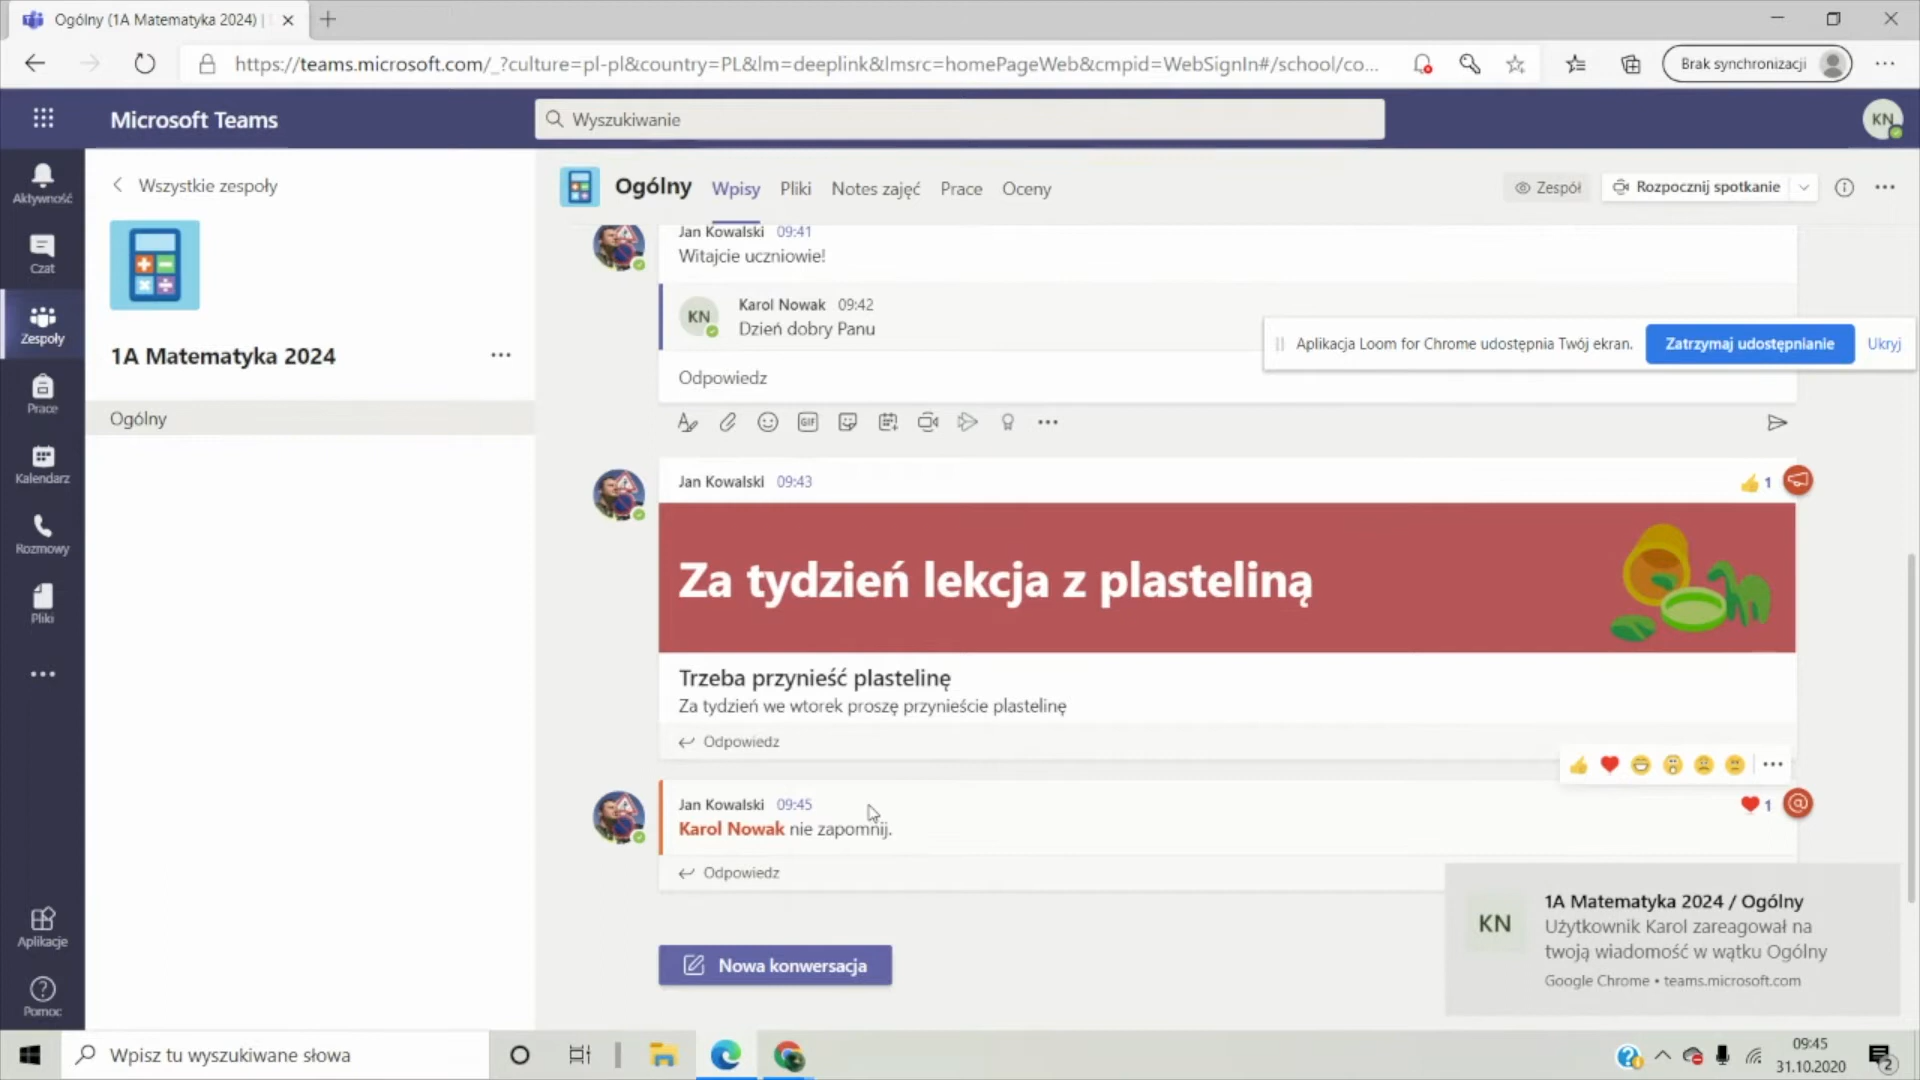 Ogólny (1A Matematyka 2024) |
https://teams.microsoft.com/_?culture=pl-pl&country=PL&lm=deeplink&lmsrc=homePageWeb&cmpid=WebSignIn#/school/co...
Brak synchronizacji
Microsoft Teams
Wyszukiwanie
KN
Aktywność
Czat
Zespoły
Prace
Kalendarz
Rozmowy
Pliki
Aplikacje
Pomoc
Wszystkie zespoły
1A Matematyka 2024
Ogólny
Ogólny Wpisy Pliki Notes zajęć Prace Oceny
Zespół
Rozpocznij spotkanie
Jan Kowalski 09:41
Witajcie uczniowie!
KN
Karol Nowak 09:42
Dzień dobry Panu
Aplikacja Loom for Chrome udostępnia Twój ekran.
Zatrzymaj udostępnianie
Ukryj
Odpowiedz
GIF
Jan Kowalski 09:43
1
Za tydzień lekcja z plasteliną
Trzeba przynieść plastelinę
Za tydzień we wtorek proszę przynieście plastelinę
Odpowiedz
Jan Kowalski 09:45
1
Karol Nowak nie zapomnij.
Odpowiedz
Nowa konwersacja
KN
1A Matematyka 2024 / Ogólny
Użytkownik Karol zareagował na
twoją wiadomość w wątku Ogólny
Google Chrome • teams.microsoft.com
Wpisz tu wyszukiwane słowa
09:45
31.10.2020
2